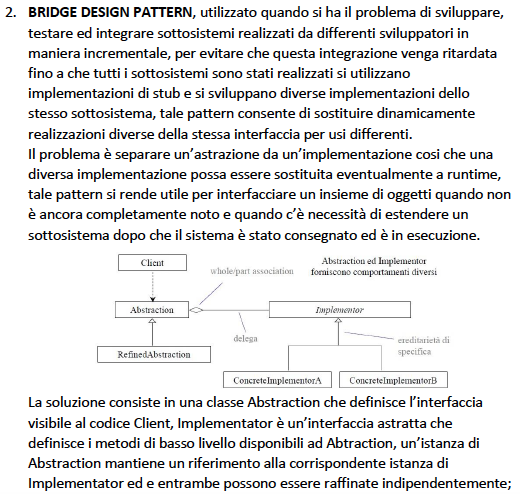 2. BRIDGE DESIGN PATTERN, utilizzato quando si ha il problema di sviluppare,
testare ed integrare sottosistemi realizzati da differenti sviluppatori in
maniera incrementale, per evitare che questa integrazione venga ritardata
fino a che tutti i sottosistemi sono stati realizzati si utilizzano
implementazioni di stub e si sviluppano diverse implementazioni dello
stesso sottosistema, tale pattern consente di sostituire dinamicamente
realizzazioni diverse della stessa interfaccia per usi differenti.
Il problema è separare un'astrazione da un'implementazione cosi che una
diversa implementazione possa essere sostituita eventualmente a runtime,
tale pattern si rende utile per interfacciare un insieme di oggetti quando non
è ancora completamente noto e quando c'è necessità di estendere un
sottosistema dopo che il sistema è stato consegnato ed è in esecuzione.
Client
whole/part association
Abstraction ed Implementor
forniscono comportamenti diversi
Abstraction
Implementor
delega
ereditarietà di
specifica
RefinedAbstraction
ConcreteImplementorA
ConcreteImplementorB
La soluzione consiste in una classe Abstraction che definisce l'interfaccia
visibile al codice Client, Implementator è un'interfaccia astratta che
definisce i metodi di basso livello disponibili ad Abtraction, un'istanza di
Abstraction mantiene un riferimento alla corrispondente istanza di
Implementator ed e entrambe possono essere raffinate indipendentemente;